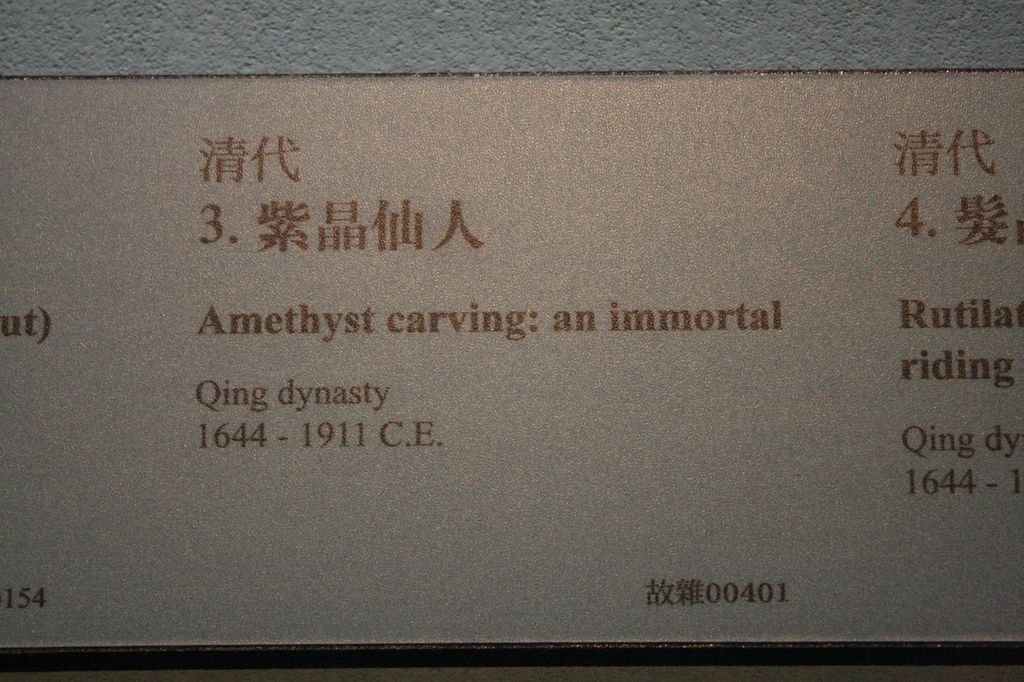 ut)
154
清代
3. 紫晶仙人
Amethyst carving: an immortal
Qing dynasty
1644 - 1911 C.E.
故雜00401
清代
4. 髮
Rutilat
riding
Qing dy
1644 - 1